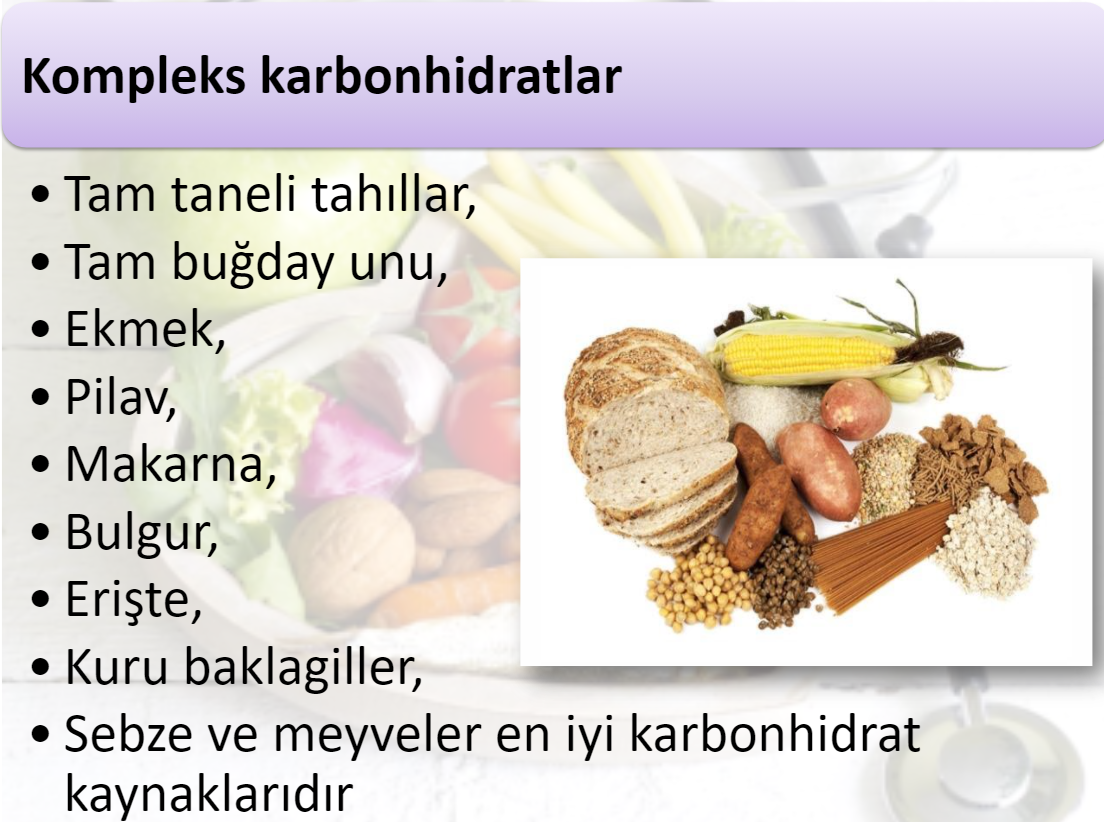 Kompleks karbonhidratlar
• Tam taneli tahıllar,
• Tam buğday unu,
• Ekmek,
• Pilav,
• Makarna,
• Bulgur,
• Erişte,
• Kuru baklagiller,
• Sebze ve meyveler en iyi karbonhidrat
kaynaklarıdır